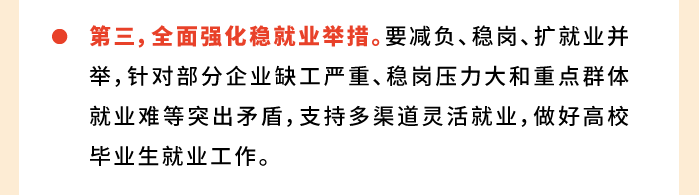 第三，全面强化稳就业举措。要减负、稳岗、扩就业并
举，针对部分企业缺工严重、稳岗压力大和重点群体
就业难等突出矛盾，支持多渠道灵活就业，做好高校
毕业生就业工作。